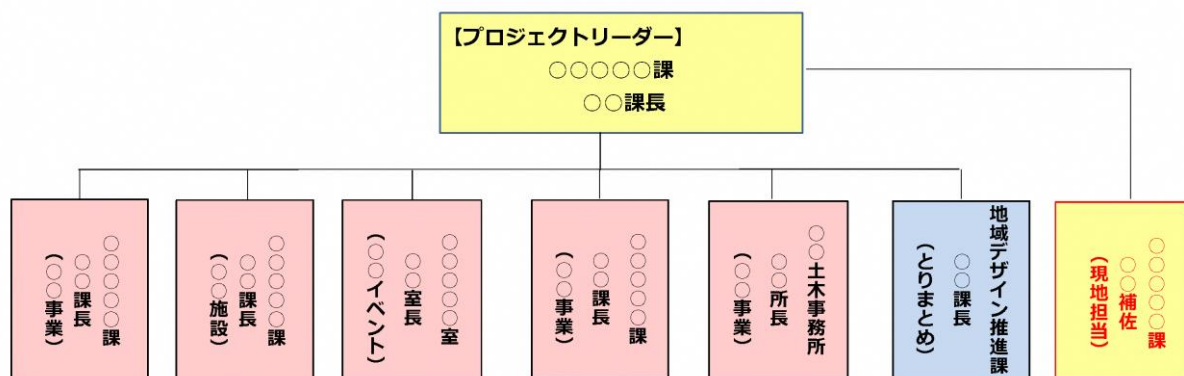 【プロジェクトリーダー】
○○○○○課
○○課長
○○○○○課
○○課長
(○○事業)
○○○○○課
○○課長
(○○施設)
○○○○○室
○○室長
(○○イベント)
○○○○○課
○○課長
(○○事業)
○○土木事務所
○○所長
(○○事業)
地域デザイン推進課
○○課長
(とりまとめ)
○○○○○課
○○補佐
(現地担当)